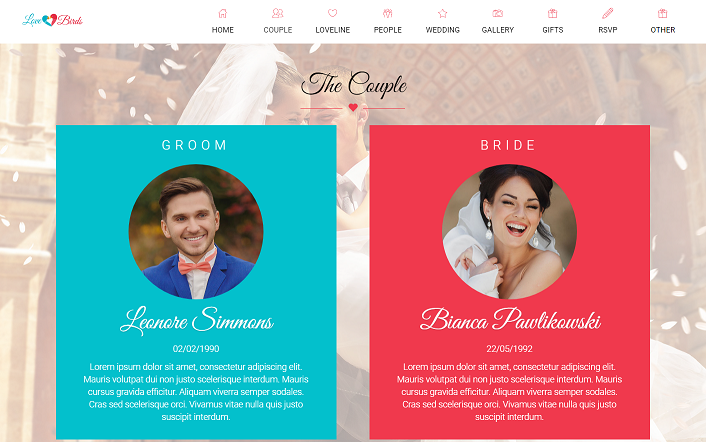 Love Birds
HOME COUPLE LOVELINE PEOPLE WEDDING GALLERY GIFTS RSVP OTHER
The Couple
GROOM
Leonore Simmons
02/02/1990
Lorem ipsum dolor sit amet, consectetur adipiscing elit.
Mauris volutpat dui non justo scelerisque interdum. Mauris
cursus gravida efficitur. Aliquam viverra semper sodales.
Cras sed scelerisque orci. Vivamus vitae nulla quis justo
suscipit interdum.
BRIDE
Bianca Pawlikowski
22/05/1992
Lorem ipsum dolor sit amet, consectetur adipiscing elit.
Mauris volutpat dui non justo scelerisque interdum. Mauris
cursus gravida efficitur. Aliquam viverra semper sodales.
Cras sed scelerisque orci. Vivamus vitae nulla quis justo
suscipit interdum.